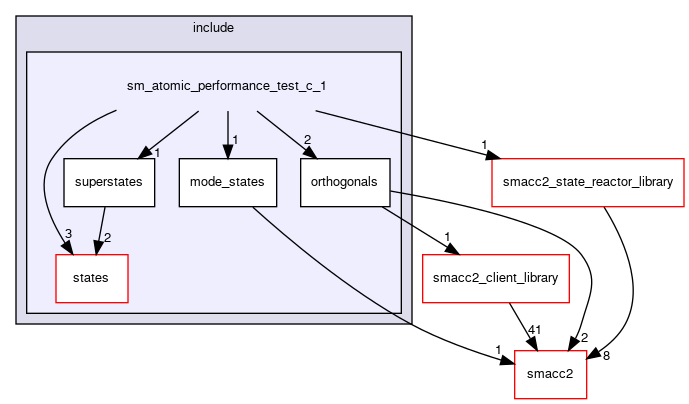 include
sm_atomic_performance_test_c_1
1
1
2
1
superstates
mode_states
orthogonals
smacc2_state_reactor_library
3
2
1
states
smacc2_client_library
41
2
1
8
smacc2